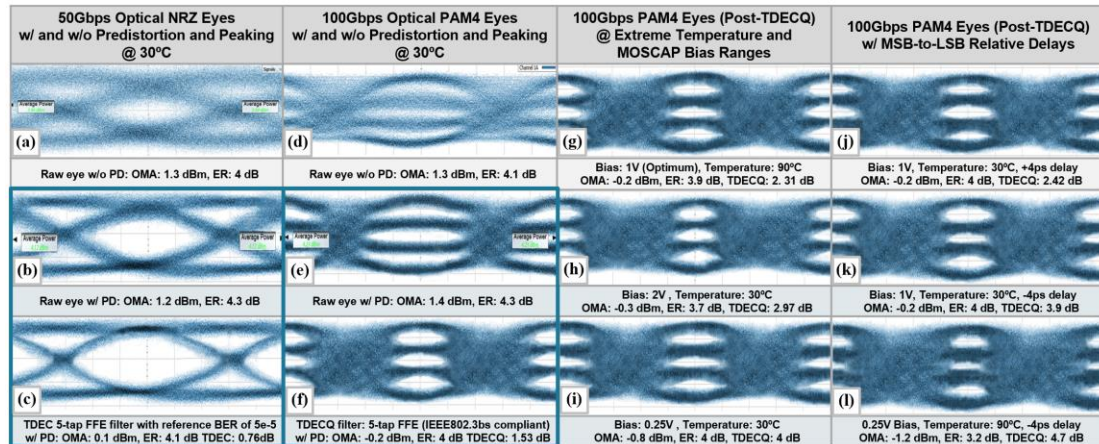 50Gbps Optical NRZ Eyes
w/ and w/o Predistortion and Peaking
@ 30ºC
100Gbps Optical PAM4 Eyes
w/ and w/o Predistortion and Peaking
@ 30ºC
100Gbps PAM4 Eyes (Post-TDECQ)
@ Extreme Temperature and
MOSCAP Bias Ranges
100Gbps PAM4 Eyes (Post-TDECQ)
w/ MSB-to-LSB Relative Delays
Average Power
Average Power
(a)
(d)
(g)
(j)
Raw eye w/o PD: OMA: 1.3 dBm, ER: 4 dB
Raw eye w/o PD: OMA: 1.3 dBm, ER: 4.1 dB
Bias: 1V (Optimum), Temperature: 90ºC
OMA: -0.2 dBm, ER: 3.9 dB, TDECQ: 2. 31 dB
Bias: 1V, Temperature: 30ºC, +4ps delay
OMA: -0.2 dBm, ER: 4 dB, TDECQ: 2.42 dB
Average Power
Average Power
Average Power
Average Power
(b)
(e)
(h)
(k)
Raw eye w/ PD: OMA: 1.2 dBm, ER: 4.3 dB
Raw eye w/ PD: OMA: 1.4 dBm, ER: 4.3 dB
Bias: 2V , Temperature: 30ºC
OMA: -0.3 dBm, ER: 3.7 dB, TDECQ: 2.97 dB
Bias: 1V, Temperature: 30ºC, -4ps delay
OMA: -0.2 dBm, ER: 4 dB, TDECQ: 3.9 dB
(c)
(f)
(i)
(l)
TDEC 5-tap FFE filter with reference BER of 5e-5
w/ PD: OMA: 0.1 dBm, ER: 4.1 dB TDEC: 0.76dB
TDECQ filter: 5-tap FFE (IEEE802.3bs compliant)
w/ PD: OMA: -0.2 dBm, ER: 4 dB TDECQ: 1.53 dB
Bias: 0.25V , Temperature: 30ºC
OMA: -0.8 dBm, ER: 4 dB, TDECQ: 4 dB
0.25V Bias, Temperature: 90ºC, -4ps delay
OMA: -1.2 dBm, ER: 3.2 dB, TDECQ: 4.67dB